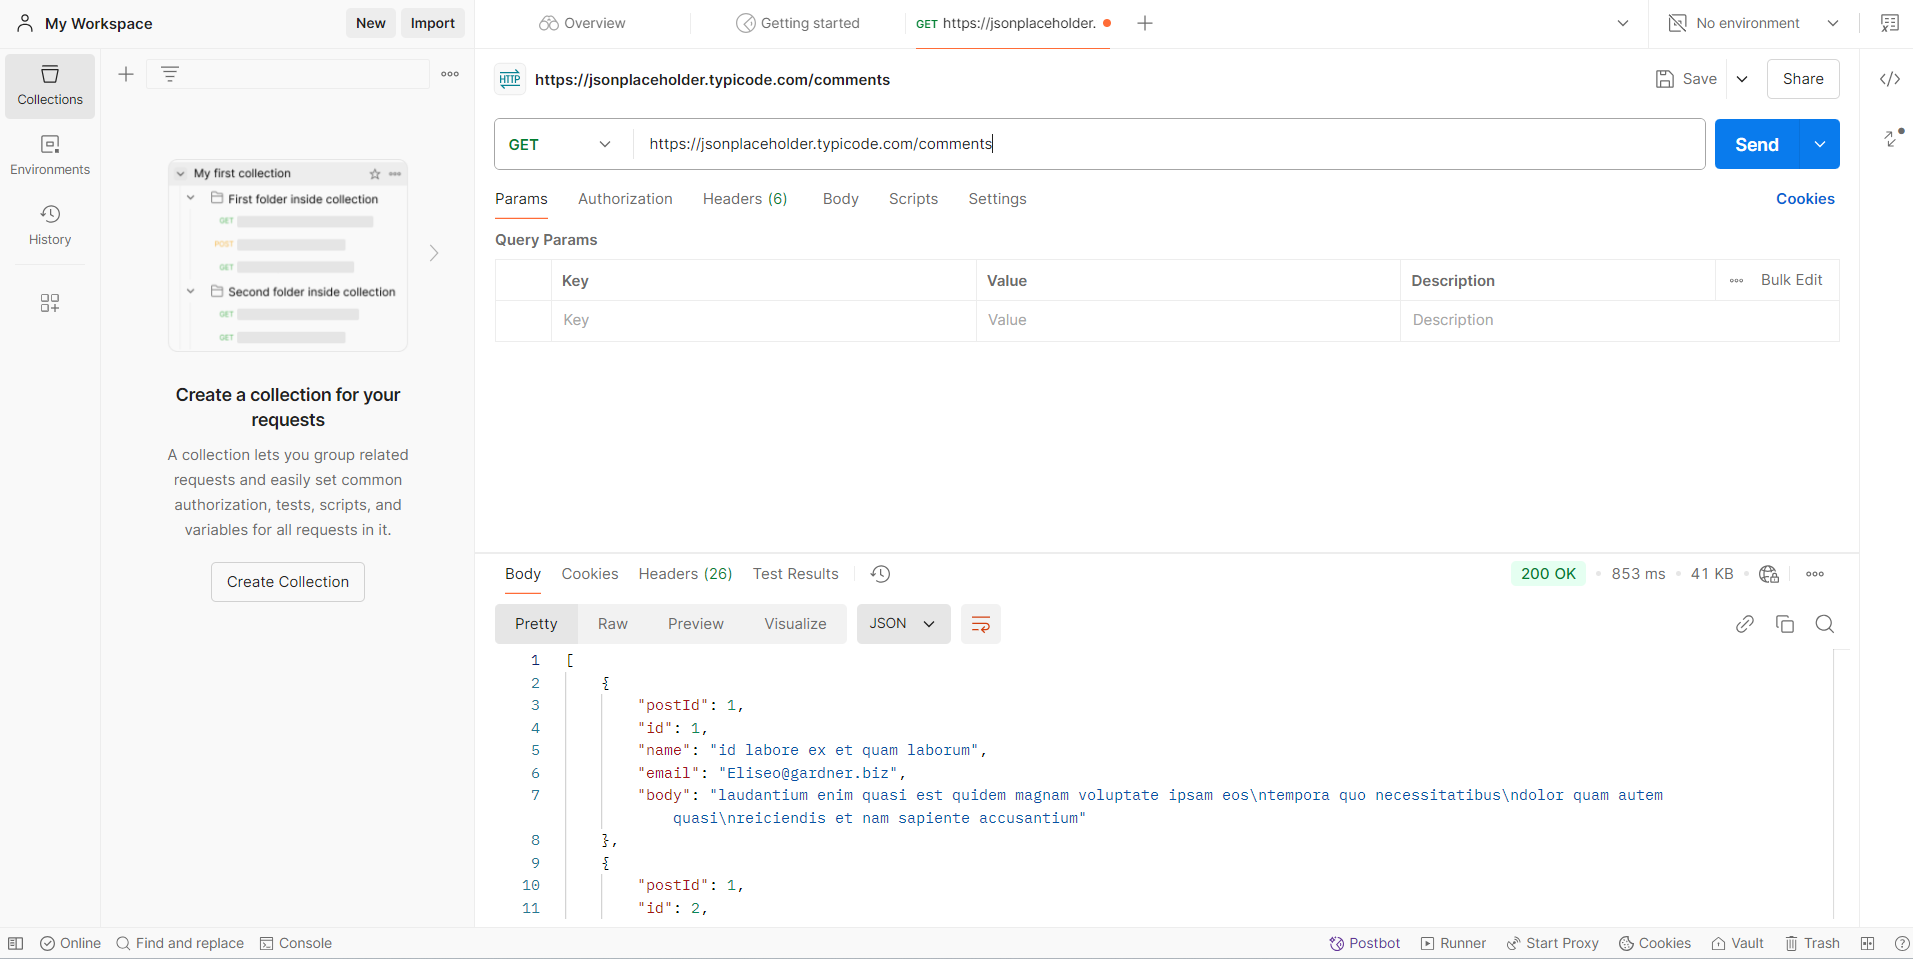 My Workspace
New
Import
Overview
Getting started
GET https://jsonplaceholder.
No environment
Collections
Environments
History
My first collection
First folder inside collection
GET
POST
GET
Second folder inside collection
GET
GET
Create a collection for your
requests
A collection lets you group related
requests and easily set common
authorization, tests, scripts, and
variables for all requests in it.
Create Collection
HTTP
https://jsonplaceholder.typicode.com/comments
Save
Share
GET
https://jsonplaceholder.typicode.com/comments
Send
Params
Authorization
Headers (6)
Body
Scripts
Settings
Cookies
Query Params
Key
Value
Description
Bulk Edit
Key
Value
Description
Body
Cookies
Headers (26)
Test Results
200 OK
853 ms
41 KB
Pretty
Raw
Preview
Visualize
JSON
1 [
2 {
3 "postId": 1,
4 "id": 1,
5 "name": "id labore ex et quam laborum",
6 "email": "Eliseo@gardner.biz",
7 "body": "laudantium enim quasi est quidem magnam voluptate ipsam eos\ntempora quo necessitatibus\ndolor quam autem
quasi\nreiciendis et nam sapiente accusantium"
8 },
9 {
10 "postId": 1,
11 "id": 2,
Online
Find and replace
Console
Postbot
Runner
Start Proxy
Cookies
Vault
Trash